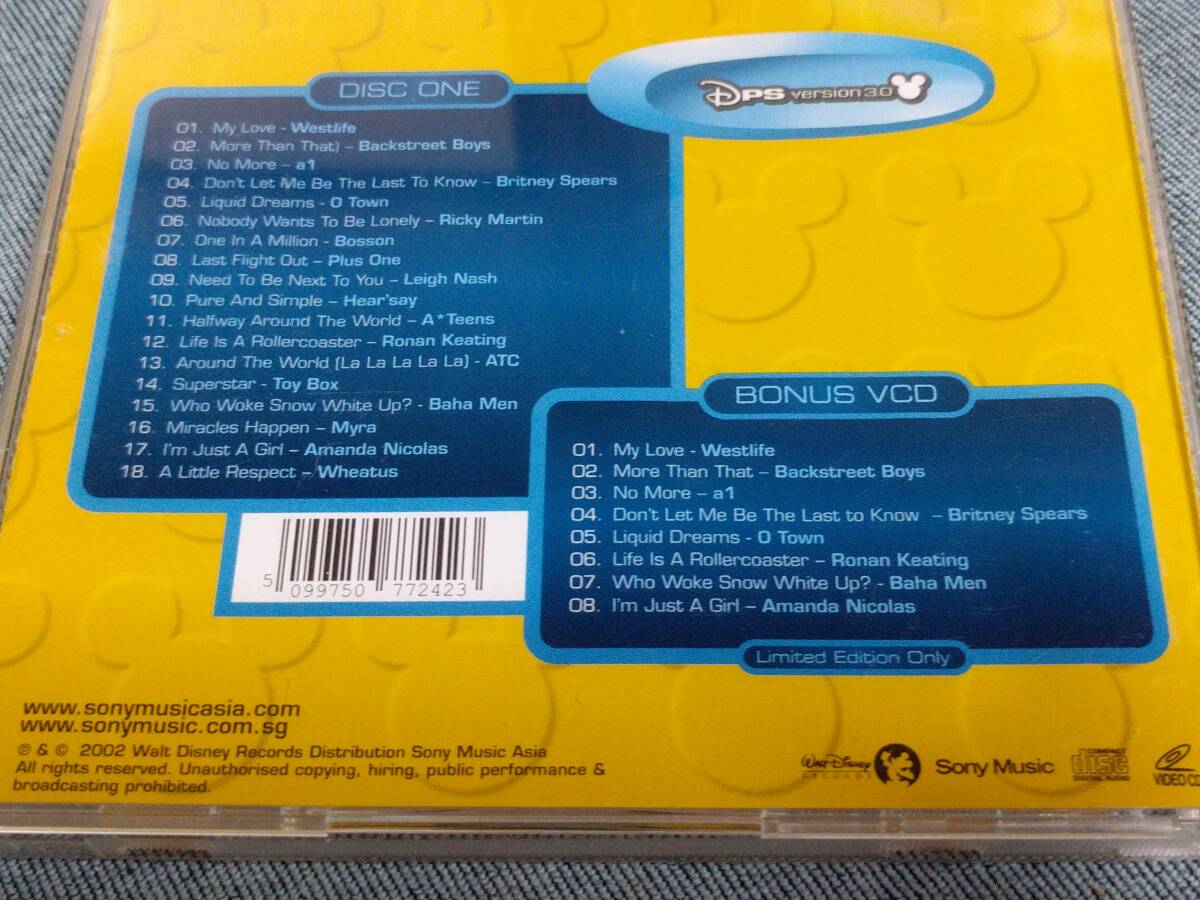 DPS version 3.0
DISC ONE
01. My Love - Westlife
02. More Than That) – Backstreet Boys
03. No More – a1
04. Don't Let Me Be The Last To Know – Britney Spears
05. Liquid Dreams - O Town
06. Nobody Wants To Be Lonely – Ricky Martin
07. One In A Million - Bosson
08. Last Flight Out – Plus One
09. Need To Be Next To You – Leigh Nash
10. Pure And Simple – Hear'say
11. Halfway Around The World – A*Teens
12. Life Is A Rollercoaster – Ronan Keating
13. Around The World (La La La La La) - ATC
14. Superstar - Toy Box
15. Who Woke Snow White Up? - Baha Men
16. Miracles Happen – Myra
17. I'm Just A Girl – Amanda Nicolas
18. A Little Respect – Wheatus
BONUS VCD
01. My Love - Westlife
02. More Than That – Backstreet Boys
03. No More – a1
04. Don't Let Me Be The Last to Know – Britney Spears
05. Liquid Dreams - O Town
06. Life Is A Rollercoaster – Ronan Keating
07. Who Woke Snow White Up? - Baha Men
08. I'm Just A Girl – Amanda Nicolas
Limited Edition Only
5 099750 772423
www.sonymusicasia.com
www.sonymusic.com.sg
℗ & © 2002 Walt Disney Records Distribution Sony Music Asia
All rights reserved. Unauthorised copying, hiring, public performance &
broadcasting prohibited.
Walt Disney
RECORDS
Sony Music
COMPACT
disc
DIGITAL AUDIO
VIDEO CD